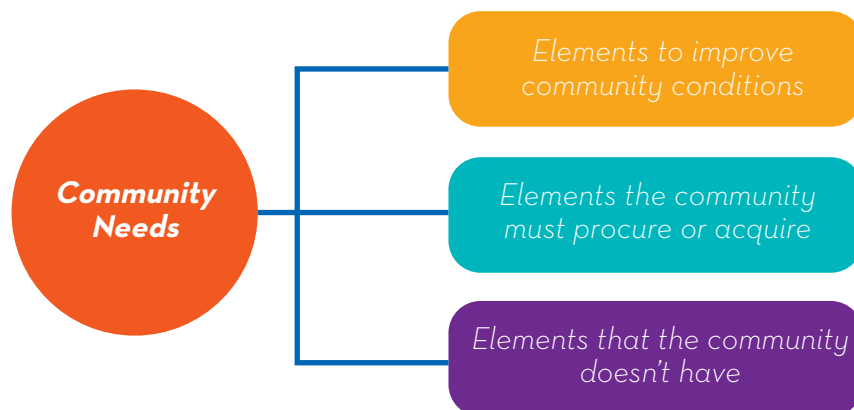 Community
Needs
Elements to improve
community conditions
Elements the community
must procure or acquire
Elements that the community
doesn't have